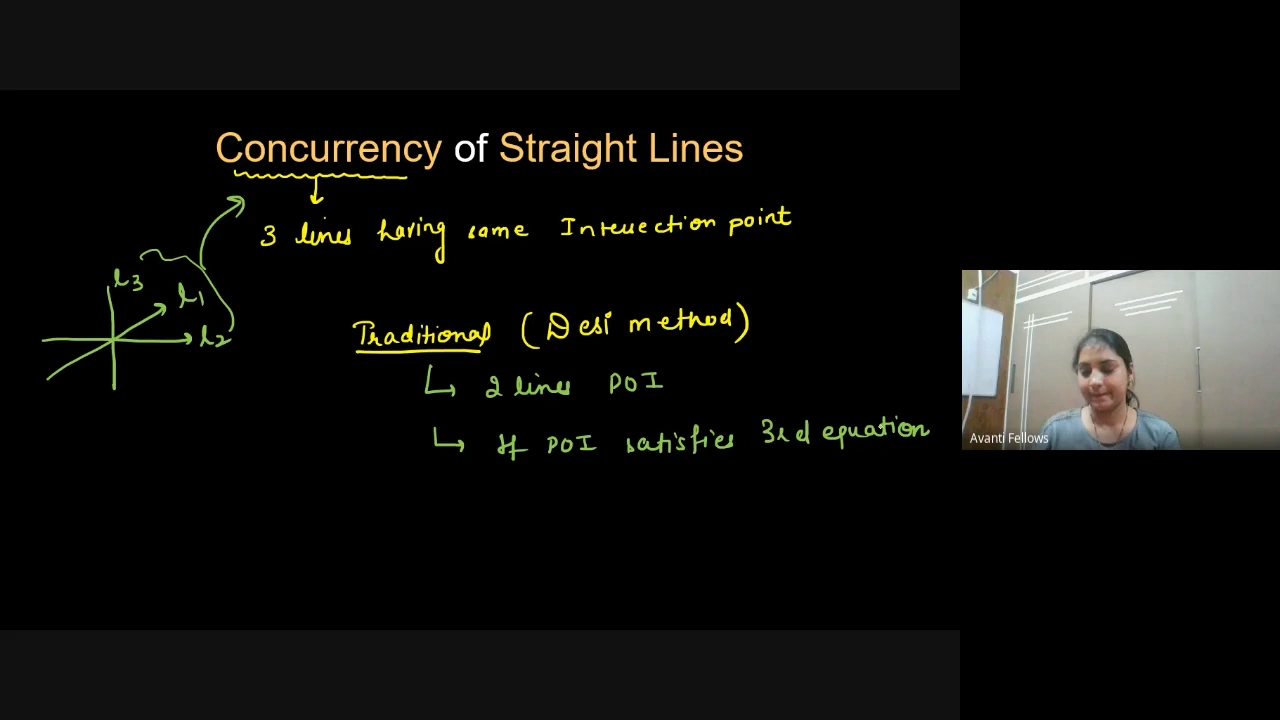 Concurrency of Straight Lines
3 lines having same Intersection point
l3
l1
l2
Traditional (Desi method)
2 lines POI
If POI satisfies 3rd equation
Avanti Fellows